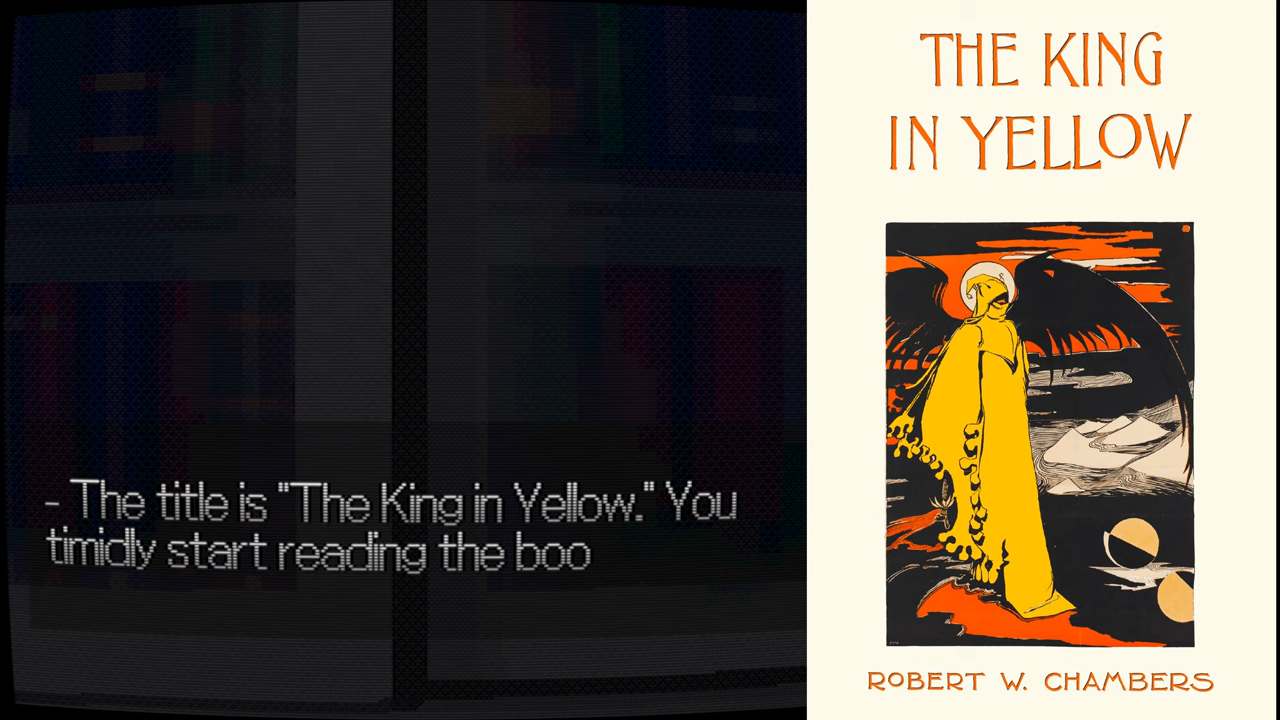 - The title is "The King in Yellow." You
timidly start reading the boo
THE KING
IN YELLOW
ROBERT W. CHAMBERS